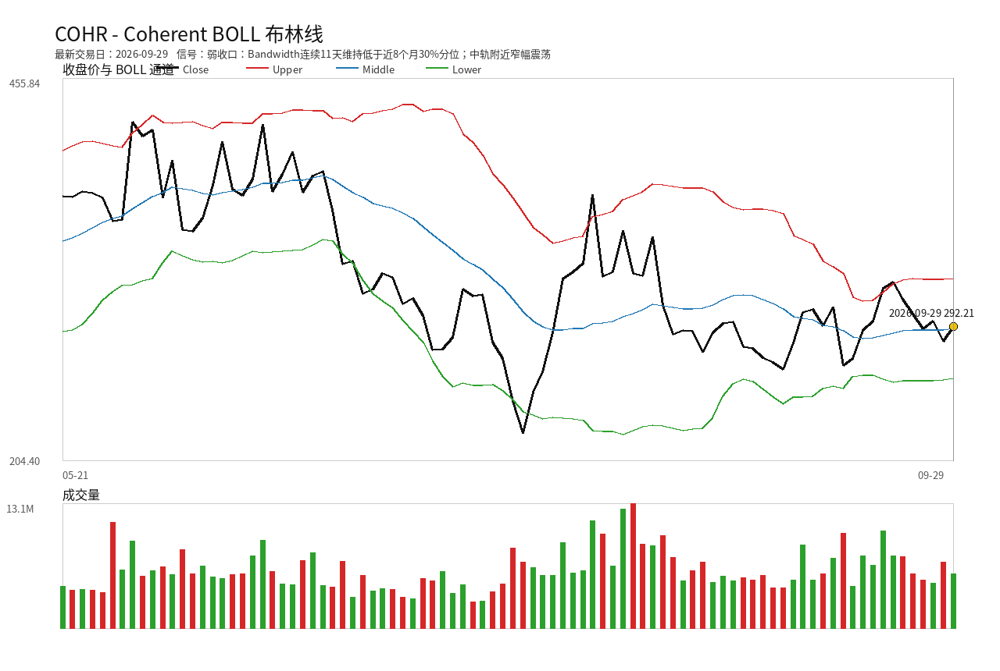 COHR - Coherent BOLL 布林线
最新交易日：2026-09-29 信号：弱收口：Bandwidth连续11天维持低于近8个月30%分位；中轨附近窄幅震荡
收盘价与 BOLL 通道 Close Upper Middle Lower
455.84
2026-09-29 292.21
204.40
05-21 09-29
成交量
13.1M